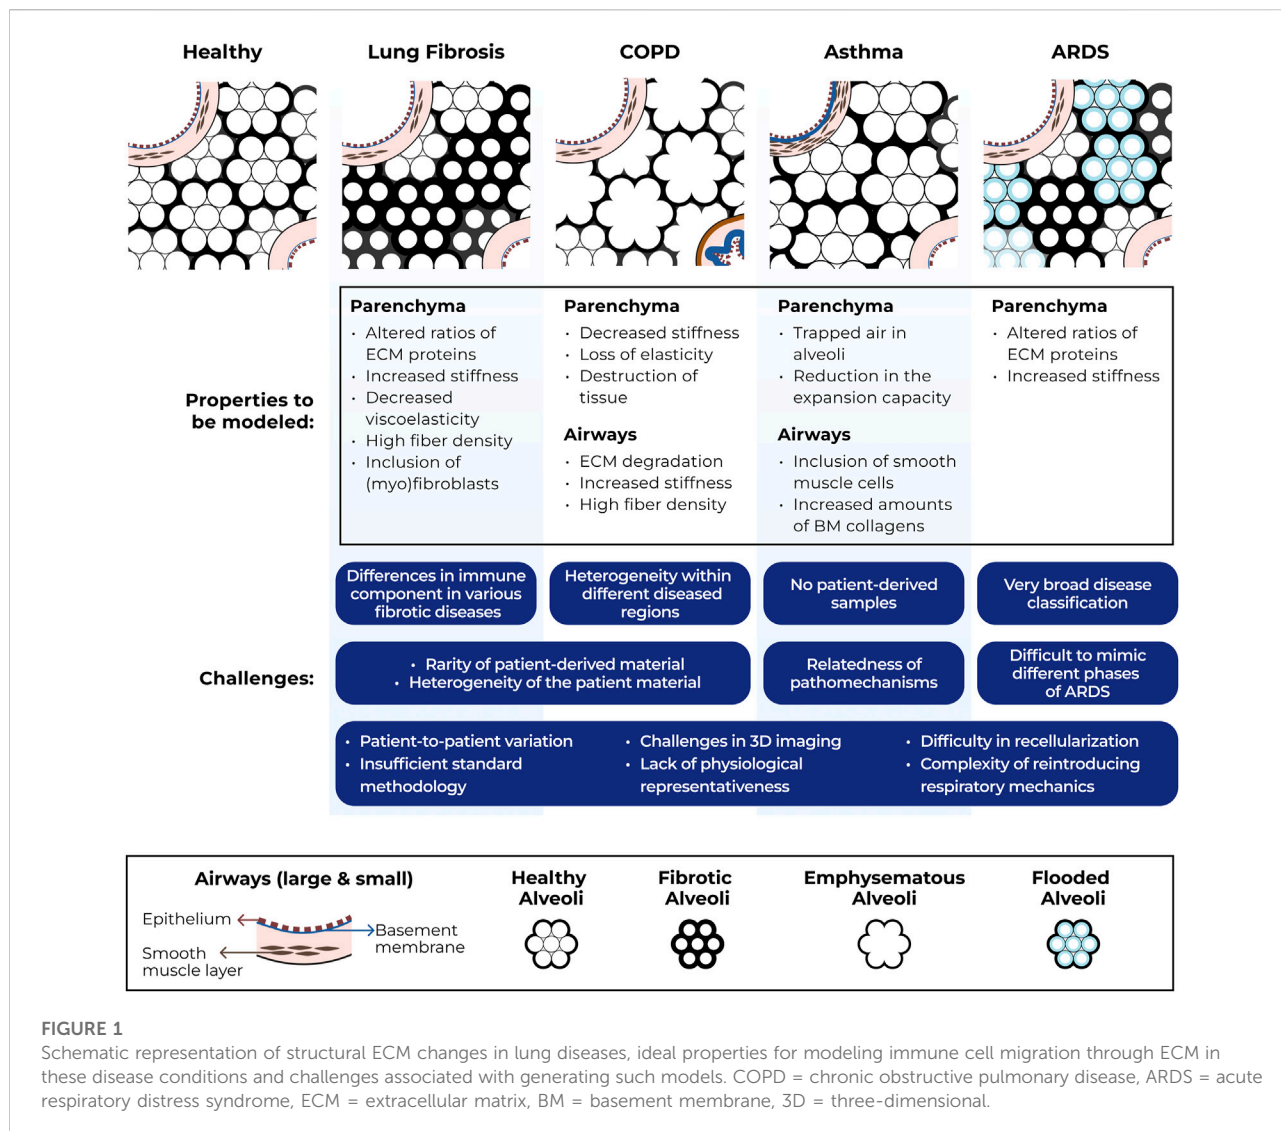 Healthy
Lung Fibrosis
COPD
Asthma
ARDS
Properties to
be modeled:
Parenchyma
· Altered ratios of
ECM proteins
· Increased stiffness
· Decreased
viscoelasticity
· High fiber density
· Inclusion of
(myo)fibroblasts
Parenchyma
· Decreased stiffness
· Loss of elasticity
· Destruction of
tissue
Airways
· ECM degradation
· Increased stiffness
· High fiber density
Parenchyma
· Trapped air in
alveoli
· Reduction in the
expansion capacity
Airways
· Inclusion of smooth
muscle cells
· Increased amounts
of BM collagens
Parenchyma
· Altered ratios of
ECM proteins
· Increased stiffness
Challenges:
Differences in immune
component in various
fibrotic diseases
Heterogeneity within
different diseased
regions
No patient-derived
samples
Very broad disease
classification
• Rarity of patient-derived material
• Heterogeneity of the patient material
Relatedness of
pathomechanisms
Difficult to mimic
different phases
of ARDS
• Patient-to-patient variation
• Insufficient standard
methodology
• Challenges in 3D imaging
• Lack of physiological
representativeness
• Difficulty in recellularization
• Complexity of reintroducing
respiratory mechanics
Airways (large & small)
Epithelium
Basement
membrane
Smooth
muscle layer
Healthy
Alveoli
Fibrotic
Alveoli
Emphysematous
Alveoli
Flooded
Alveoli
FIGURE 1
Schematic representation of structural ECM changes in lung diseases, ideal properties for modeling immune cell migration through ECM in
these disease conditions and challenges associated with generating such models. COPD = chronic obstructive pulmonary disease, ARDS = acute
respiratory distress syndrome, ECM = extracellular matrix, BM = basement membrane, 3D = three-dimensional.